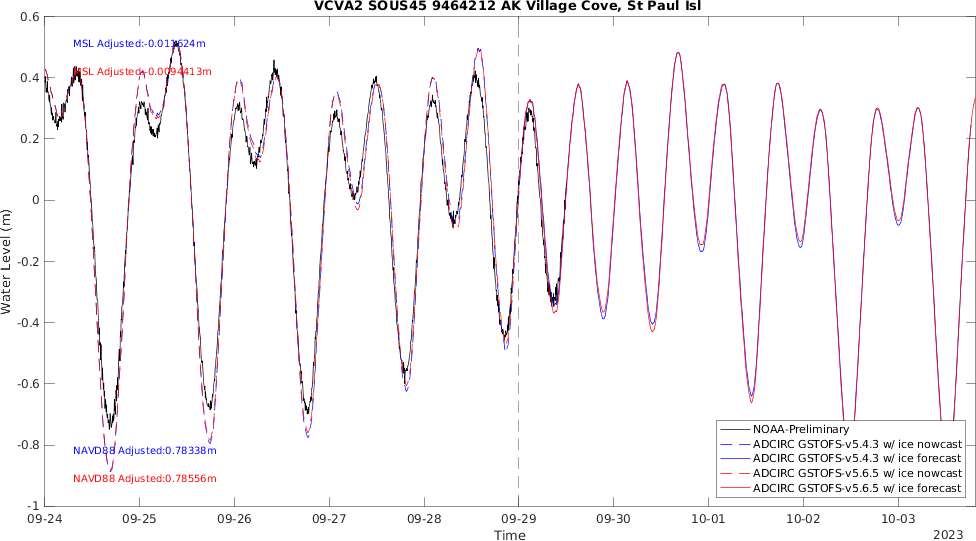 VCVA2 SOUS45 9464212 AK Village Cove, St Paul Isl
0.6
0.4
0.2
0
-0.2
-0.4
-0.6
-0.8
-1
Water Level (m)
MSL Adjusted:-0.011624m
MSL Adjusted:-0.0094413m
NAVD88 Adjusted:0.78338m
NAVD88 Adjusted:0.78556m
NOAA-Preliminary
ADCIRC GSTOFS-v5.4.3 w/ ice nowcast
ADCIRC GSTOFS-v5.4.3 w/ ice forecast
ADCIRC GSTOFS-v5.6.5 w/ ice nowcast
ADCIRC GSTOFS-v5.6.5 w/ ice forecast
09-24 09-25 09-26 09-27 09-28 09-29 09-30 10-01 10-02 10-03
Time
2023